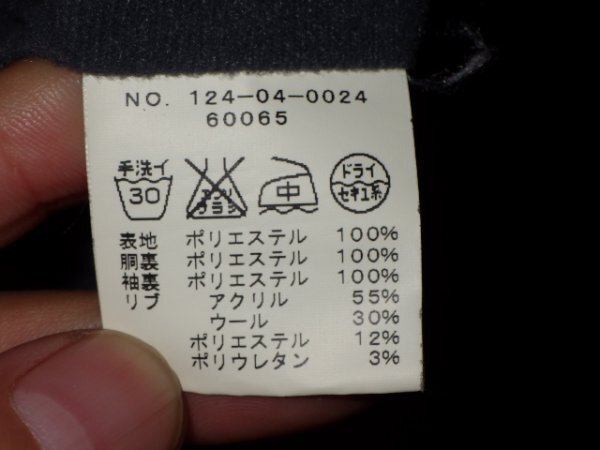 NO. 124-04-0024
60065
手洗イ
30
エンソ
サラシ
中
ドライ
セキユ系
表地 ポリエステル 100%
胴裏 ポリエステル 100%
袖裏 ポリエステル 100%
リブ アクリル 55%
ウール 30%
ポリエステル 12%
ポリウレタン 3%